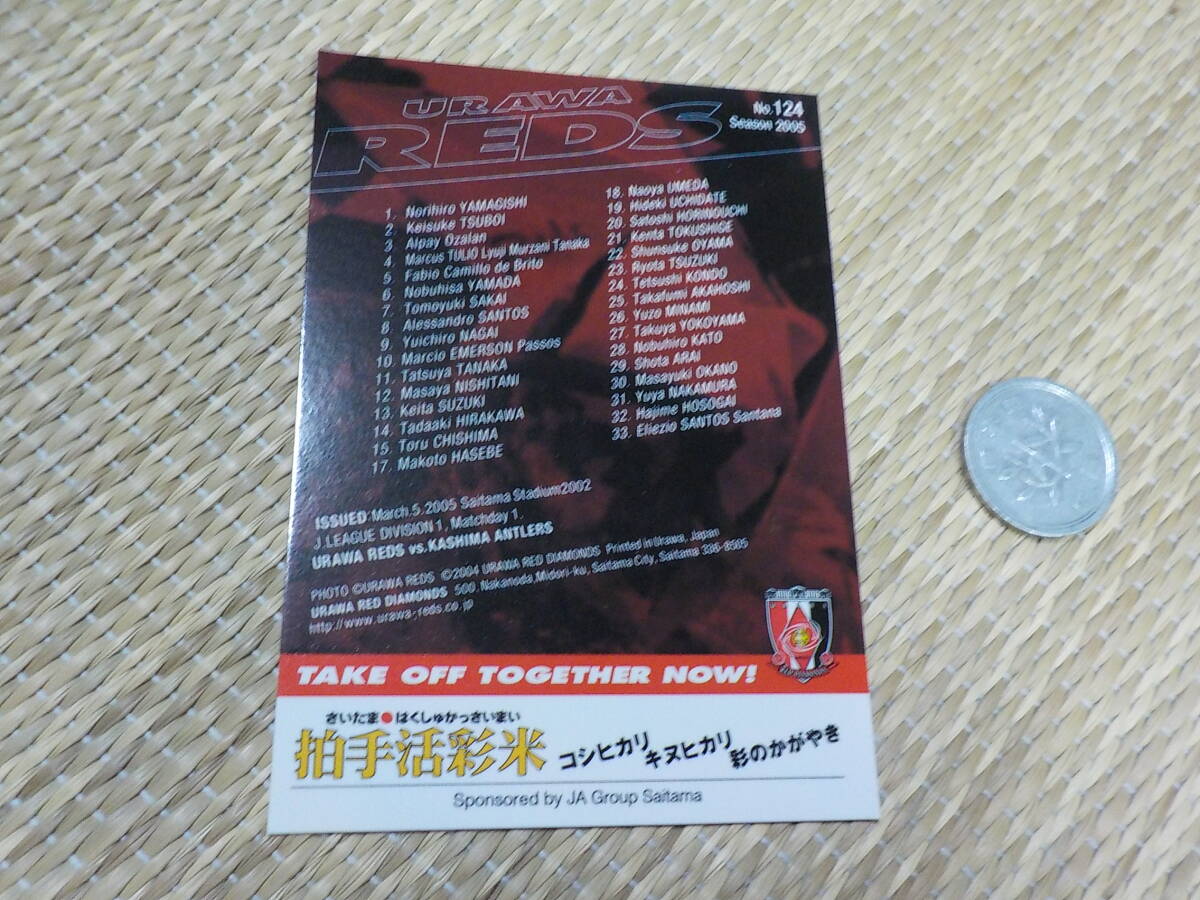 URAWA
REDS
No.124
Season 2005
1. Norihiro YAMAGISHI
2. Keisuke TSUBOI
3. Alpay Ozalan
4. Marcus TULIO Lyuji Murzani Tanaka
5. Fabio Camillo de Brito
6. Nobuhisa YAMADA
7. Tomoyuki SAKAI
8. Alessandro SANTOS
9. Yuichiro NAGAI
10. Marcio EMERSON Passos
11. Tatsuya TANAKA
12. Masaya NISHITANI
13. Keita SUZUKI
14. Tadaaki HIRAKAWA
15. Toru CHISHIMA
17. Makoto HASEBE
18. Naoya UMEDA
19. Hideki UCHIDATE
20. Satoshi HORINOUCHI
21. Kenta TOKUSHIGE
22. Shunsuke OYAMA
23. Ryota TSUZUKI
24. Tetsushi KONDO
25. Takafumi AKAHOSHI
26. Yuzo MINAMI
27. Takuya YOKOYAMA
28. Nobuhiro KATO
29. Shota ARAI
30. Masayuki OKANO
31. Yuya NAKAMURA
32. Hajime HOSOGAI
33. Eliezio SANTOS Santana
ISSUED:March.5,2005 Saitama Stadium2002
J.LEAGUE DIVISION 1, Matchday 1.
URAWA REDS vs.KASHIMA ANTLERS
PHOTO ©URAWA REDS ©2004 URAWA RED DIAMONDS Printed in Urawa, Japan
URAWA RED DIAMONDS 500. Nakanoda,Midori-ku, Saitama City, Saitama 336-8505
http://www.urawa-reds.co.jp
TAKE OFF TOGETHER NOW!
さいたま●はくしゅかっさいまい
拍手活彩米 コシヒカリ キヌヒカリ 彩のかがやき
Sponsored by JA Group Saitama